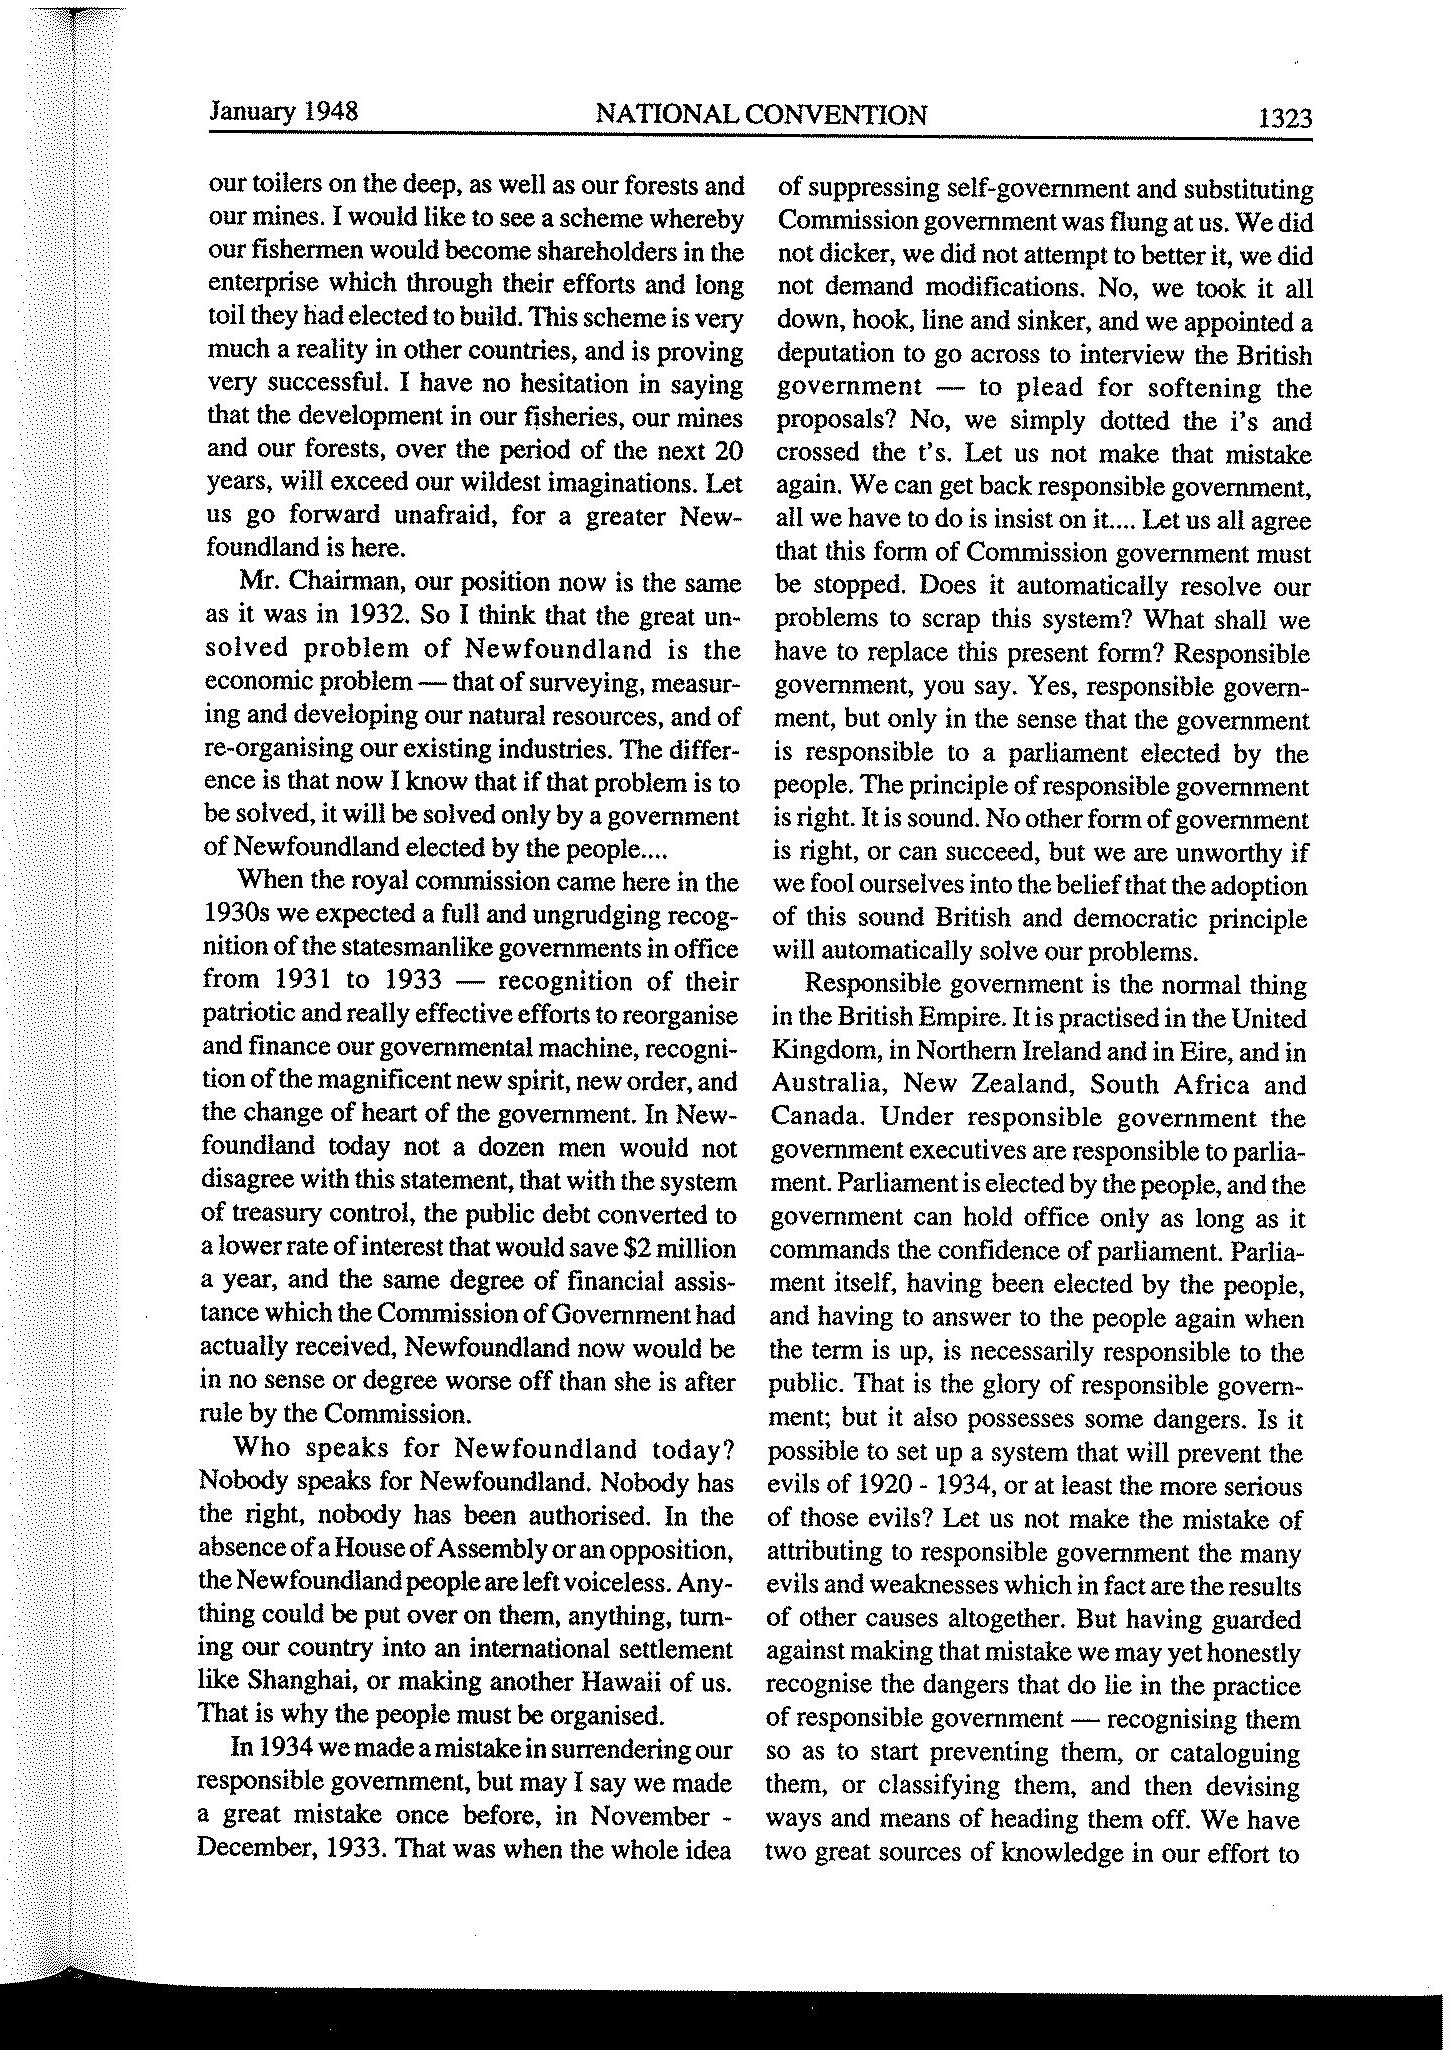 January 1948
NATIONAL CONVENTION
1323
our toilers on the deep, as well as our forests and
our mines. I would like to see a scheme whereby
our fishermen would become shareholders in the
enterprise which through their efforts and long
toil they had elected to build. This scheme is very
much a reality in other countries, and is proving
very successful. I have no hesitation in saying
that the development in our fisheries, our mines
and our forests, over the period of the next 20
years, will exceed our wildest imaginations. Let
us go forward unafraid, for a greater New-
foundland is here.
Mr. Chairman, our position now is the same
as it was in 1932. So I think that the great un-
solved problem of Newfoundland is the
economic problem — that of surveying, measur-
ing and developing our natural resources, and of
re-organising our existing industries. The differ-
ence is that now I know that if that problem is to
be solved, it will be solved only by a government
of Newfoundland elected by the people....
When the royal commission came here in the
1930s we expected a full and ungrudging recog-
nition of the statesmanlike governments in office
from 1931 to 1933 — recognition of their
patriotic and really effective efforts to reorganise
and finance our governmental machine, recogni-
tion of the magnificent new spirit, new order, and
the change of heart of the government. In New-
foundland today not a dozen men would not
disagree with this statement, that with the system
of treasury control, the public debt converted to
a lower rate of interest that would save $2 million
a year, and the same degree of financial assis-
tance which the Commission of Government had
actually received, Newfoundland now would be
in no sense or degree worse off than she is after
rule by the Commission.
Who speaks for Newfoundland today?
Nobody speaks for Newfoundland. Nobody has
the right, nobody has been authorised. In the
absence of a House of Assembly or an opposition,
the Newfoundland people are left voiceless. Any-
thing could be put over on them, anything, turn-
ing our country into an international settlement
like Shanghai, or making another Hawaii of us.
That is why the people must be organised.
In 1934 we made a mistake in surrendering our
responsible government, but may I say we made
a great mistake once before, in November -
December, 1933. That was when the whole idea
of suppressing self-government and substituting
Commission government was flung at us. We did
not dicker, we did not attempt to better it, we did
not demand modifications. No, we took it all
down, hook, line and sinker, and we appointed a
deputation to go across to interview the British
government — to plead for softening the
proposals? No, we simply dotted the i's and
crossed the t's. Let us not make that mistake
again. We can get back responsible government,
all we have to do is insist on it.... Let us all agree
that this form of Commission government must
be stopped. Does it automatically resolve our
problems to scrap this system? What shall we
have to replace this present form? Responsible
government, you say. Yes, responsible govern-
ment, but only in the sense that the government
is responsible to a parliament elected by the
people. The principle of responsible government
is right. It is sound. No other form of government
is right, or can succeed, but we are unworthy if
we fool ourselves into the belief that the adoption
of this sound British and democratic principle
will automatically solve our problems.
Responsible government is the normal thing
in the British Empire. It is practised in the United
Kingdom, in Northern Ireland and in Eire, and in
Australia, New Zealand, South Africa and
Canada. Under responsible government the
government executives are responsible to parlia-
ment. Parliament is elected by the people, and the
government can hold office only as long as it
commands the confidence of parliament. Parlia-
ment itself, having been elected by the people,
and having to answer to the people again when
the term is up, is necessarily responsible to the
public. That is the glory of responsible govern-
ment; but it also possesses some dangers. Is it
possible to set up a system that will prevent the
evils of 1920 - 1934, or at least the more serious
of those evils? Let us not make the mistake of
attributing to responsible government the many
evils and weaknesses which in fact are the results
of other causes altogether. But having guarded
against making that mistake we may yet honestly
recognise the dangers that do lie in the practice
of responsible government — recognising them
so as to start preventing them, or cataloguing
them, or classifying them, and then devising
ways and means of heading them off. We have
two great sources of knowledge in our effort to